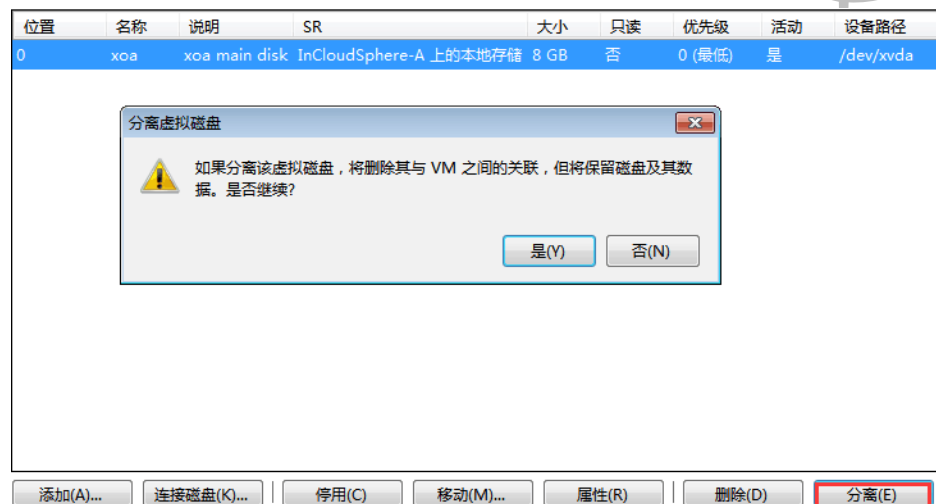 位置 名称 说明 SR 大小 只读 优先级 活动 设备路径
0 xoa xoa main disk InCloudSphere-A 上的本地存储 8 GB 否 0 (最低) 是 /dev/xvda
分离虚拟磁盘
如果分离该虚拟磁盘，将删除其与 VM 之间的关联，但将保留磁盘及其数
据。是否继续?
是(Y) 否(N)
添加(A)... 连接磁盘(K)... 停用(C) 移动(M)... 属性(R) 删除(D) 分离(E)